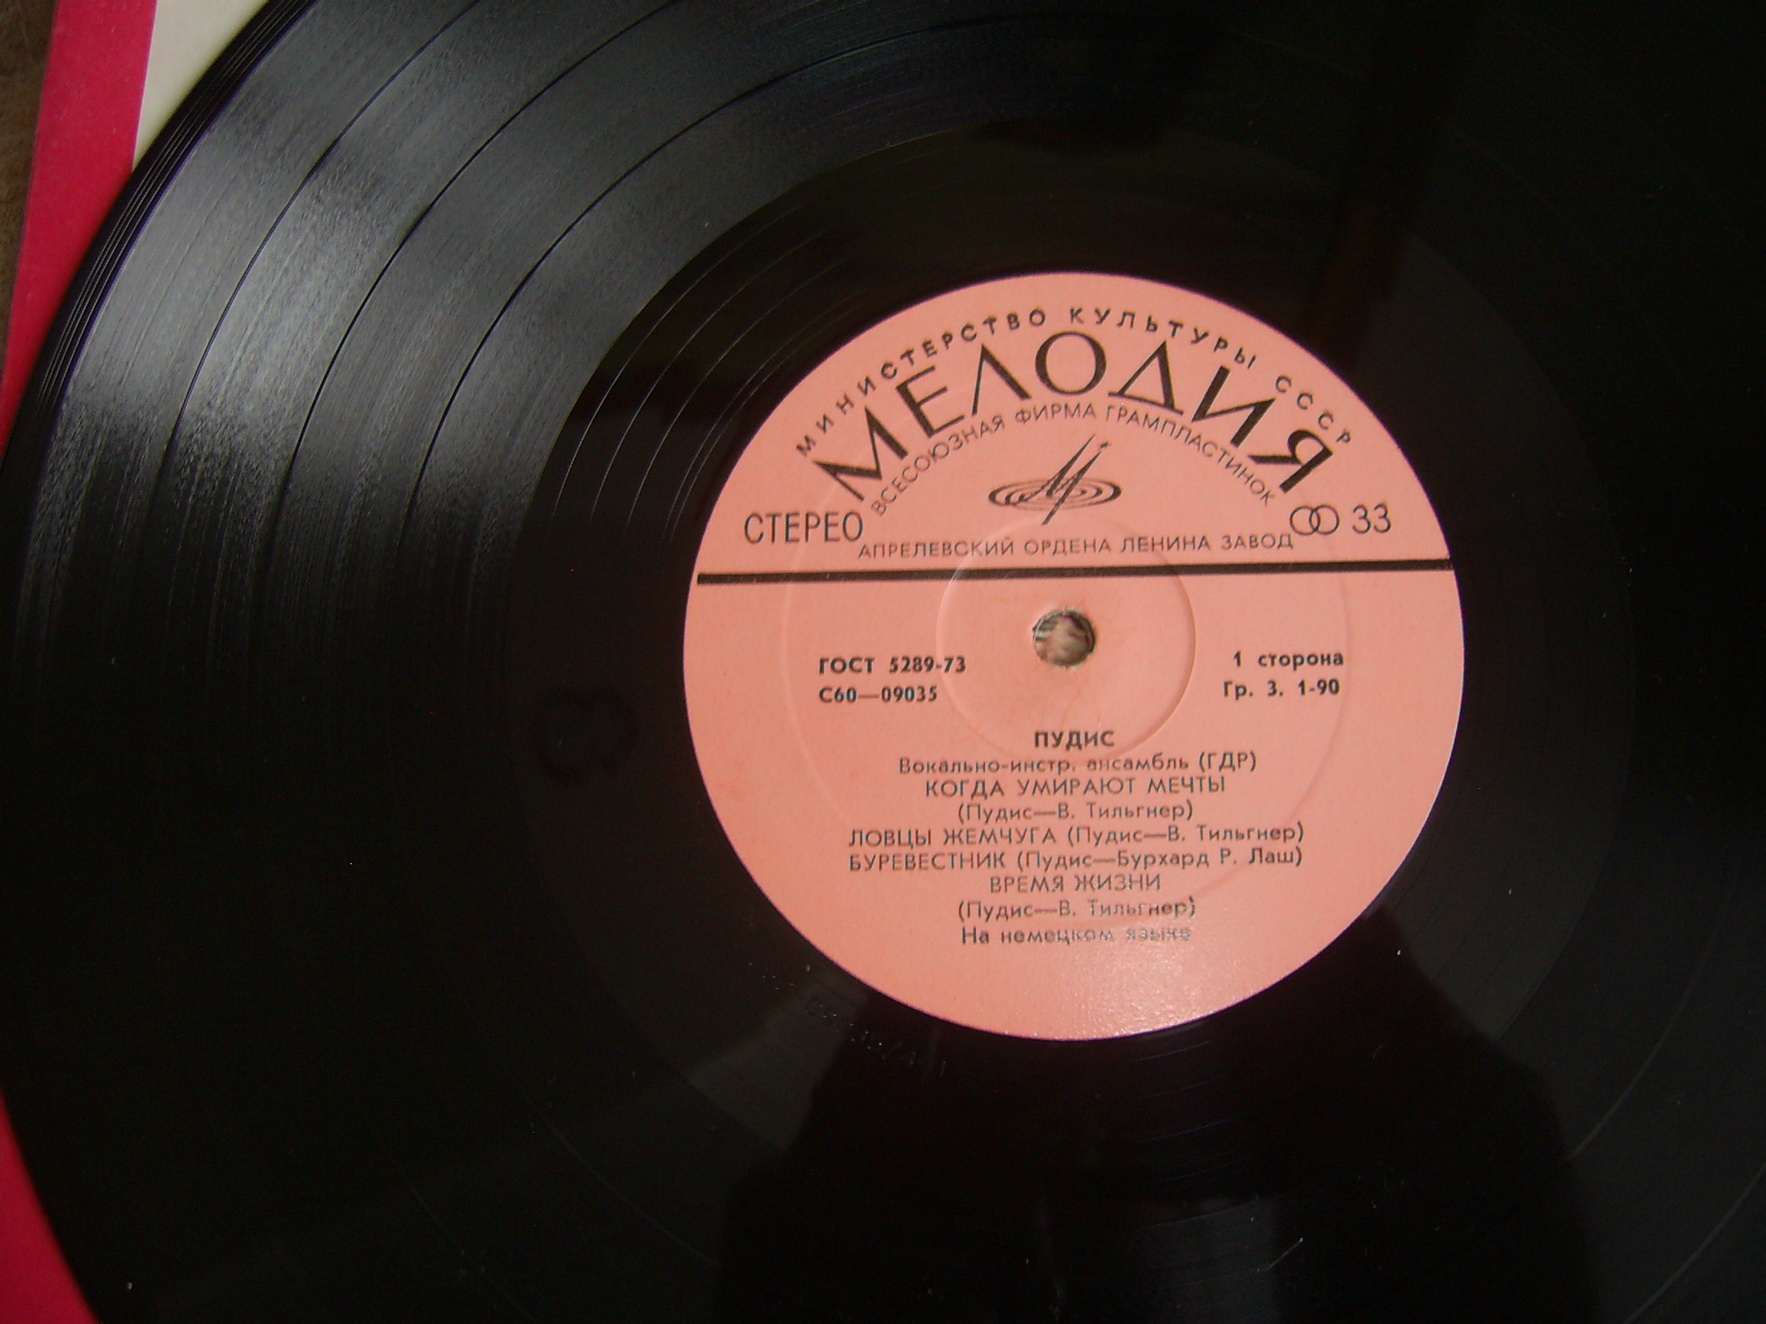 МИНИСТЕРСТВО КУЛЬТУРЫ СССР
МЕЛОДИЯ
ВСЕСОЮЗНАЯ ФИРМА ГРАМПЛАСТИНОК
СТЕРЕО
33
АПРЕЛЕВСКИЙ ОРДЕНА ЛЕНИНА ЗАВОД
ГОСТ 5289-73
1 сторона
С60—09035
Гр. 3. 1-90
ПУДИС
Вокально-инстр. ансамбль (ГДР)
КОГДА УМИРАЮТ МЕЧТЫ
(Пудис—В. Тильгнер)
ЛОВЦЫ ЖЕМЧУГА (Пудис—В. Тильгнер)
БУРЕВЕСТНИК (Пудис—Бурхард Р. Лаш)
ВРЕМЯ ЖИЗНИ
(Пудис—В. Тильгнер)
На немецком языке